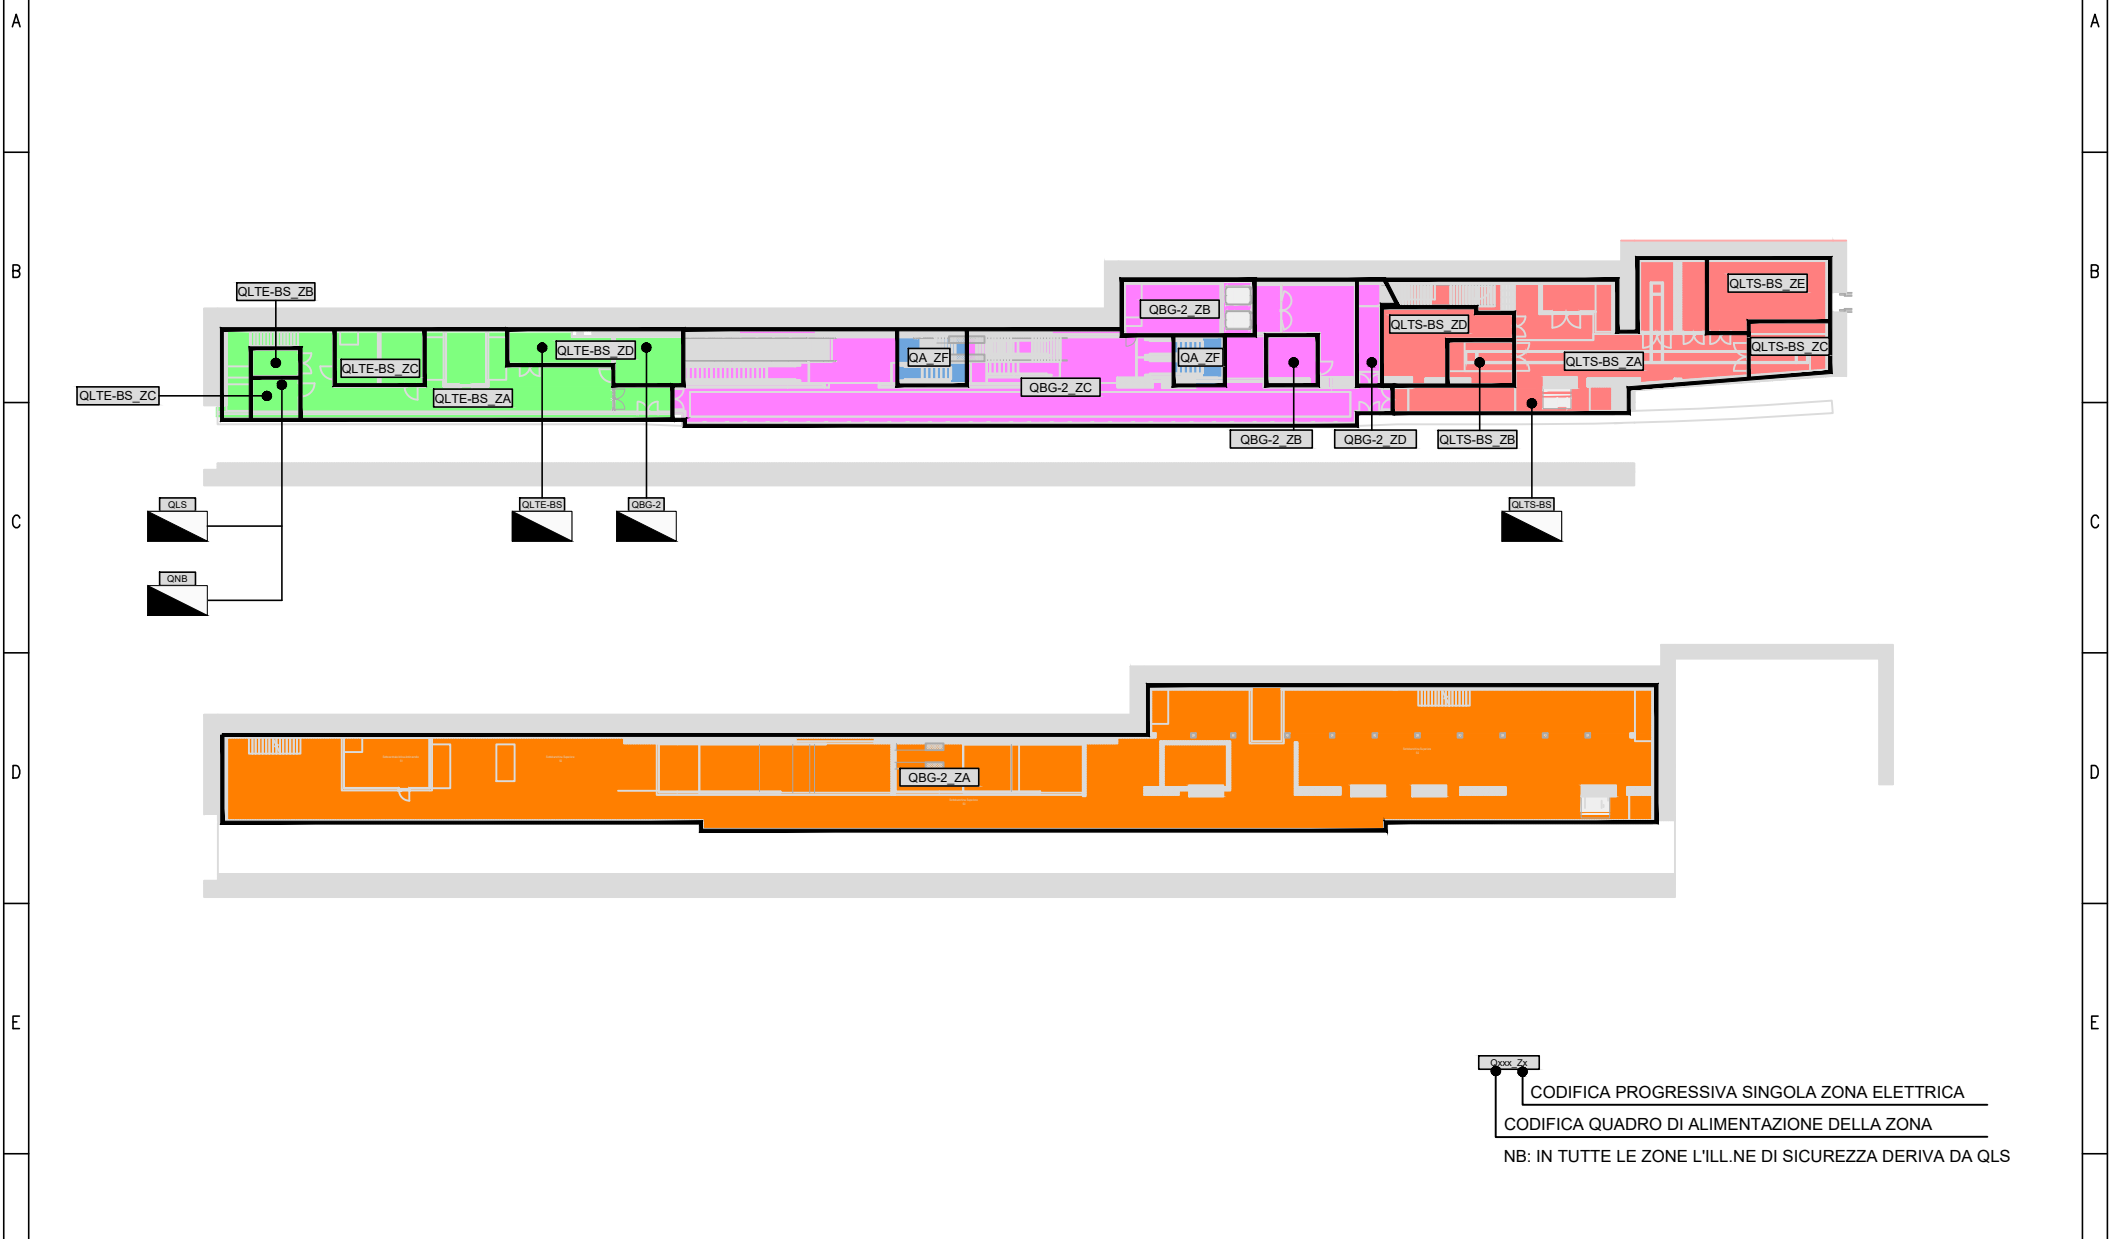 A
A
B
B
QLTE-BS_ZB
QLTS-BS_ZE
QBG-2_ZB
QLTS-BS_ZD
QLTE-BS_ZD
QLTS-BS_ZC
QA_ZF
QA_ZF
QLTS-BS_ZA
QLTE-BS_ZC
QBG-2_ZC
QLTE-BS_ZC
QLTE-BS_ZA
QBG-2_ZB
QBG-2_ZD
QLTS-BS_ZB
QLS
QLTE-BS
QBG-2
QLTS-BS
C
C
QNB
D
D
QBG-2_ZA
E
E
Qxxx_Zx
CODIFICA PROGRESSIVA SINGOLA ZONA ELETTRICA
CODIFICA QUADRO DI ALIMENTAZIONE DELLA ZONA
NB: IN TUTTE LE ZONE L'ILL.NE DI SICUREZZA DERIVA DA QLS